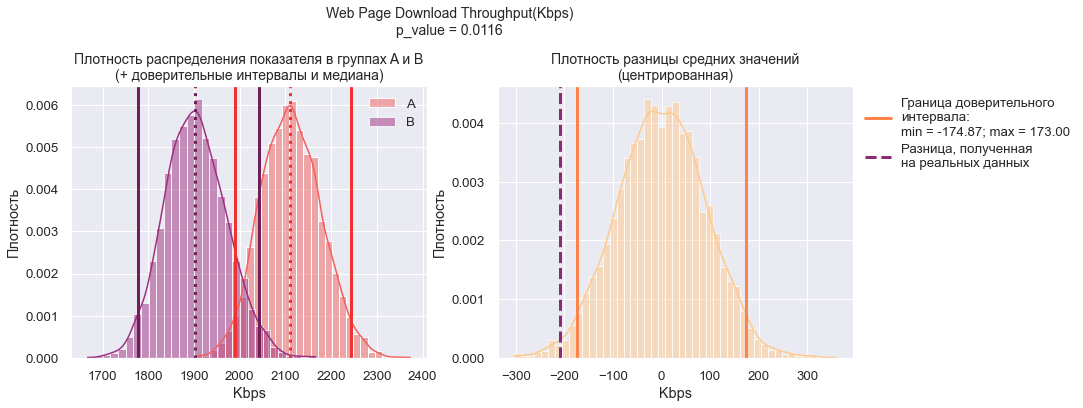 Web Page Download Throughput(Kbps)
p_value = 0.0116
Плотность распределения показателя в группах A и B
(+ доверительные интервалы и медиана)
Плотность
0.006
0.005
0.004
0.003
0.002
0.001
0.000
A
B
1700 1800 1900 2000 2100 2200 2300 2400
Kbps
Плотность разницы средних значений
(центрированная)
Плотность
0.004
0.003
0.002
0.001
0.000
−300 −200 −100 0 100 200 300
Kbps
Граница доверительного
интервала:
min = -174.87; max = 173.00
Разница, полученная
на реальных данных